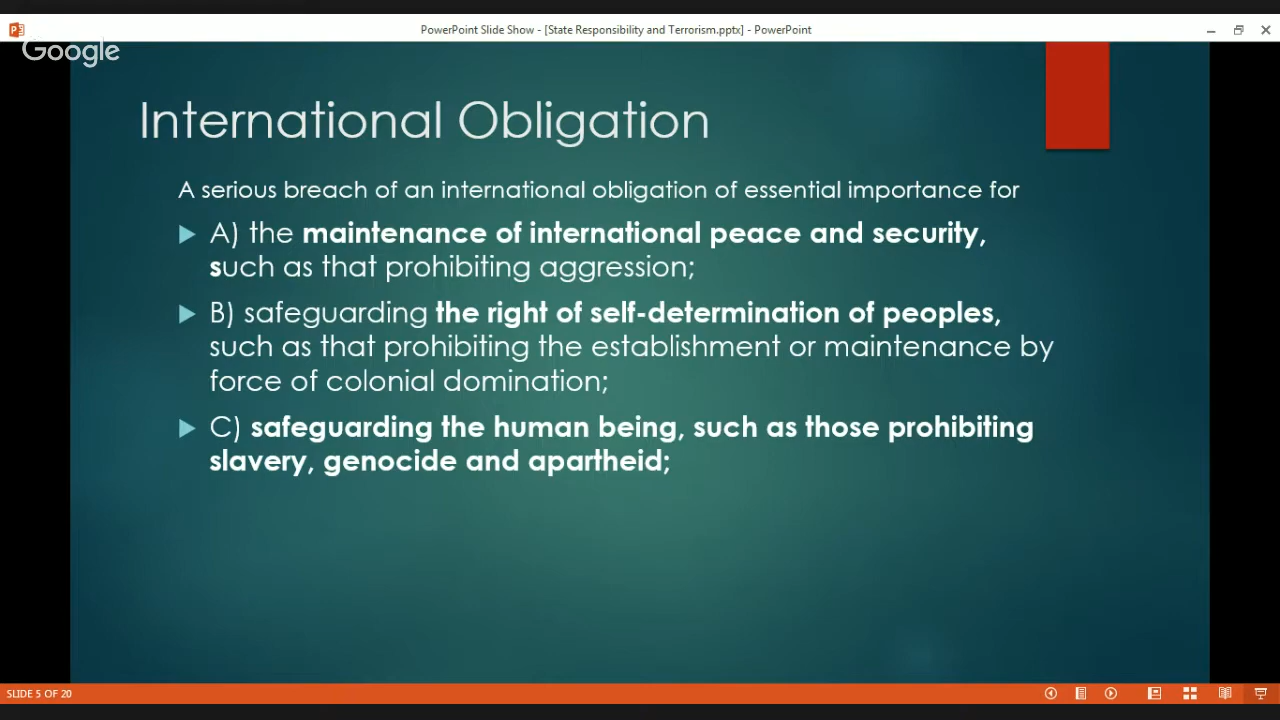 PowerPoint Slide Show - [State Responsibility and Terrorism.pptx] - PowerPoint
Google
International Obligation
A serious breach of an international obligation of essential importance for
A) the maintenance of international peace and security,
such as that prohibiting aggression;
B) safeguarding the right of self-determination of peoples,
such as that prohibiting the establishment or maintenance by
force of colonial domination;
C) safeguarding the human being, such as those prohibiting
slavery, genocide and apartheid;
SLIDE 5 OF 20